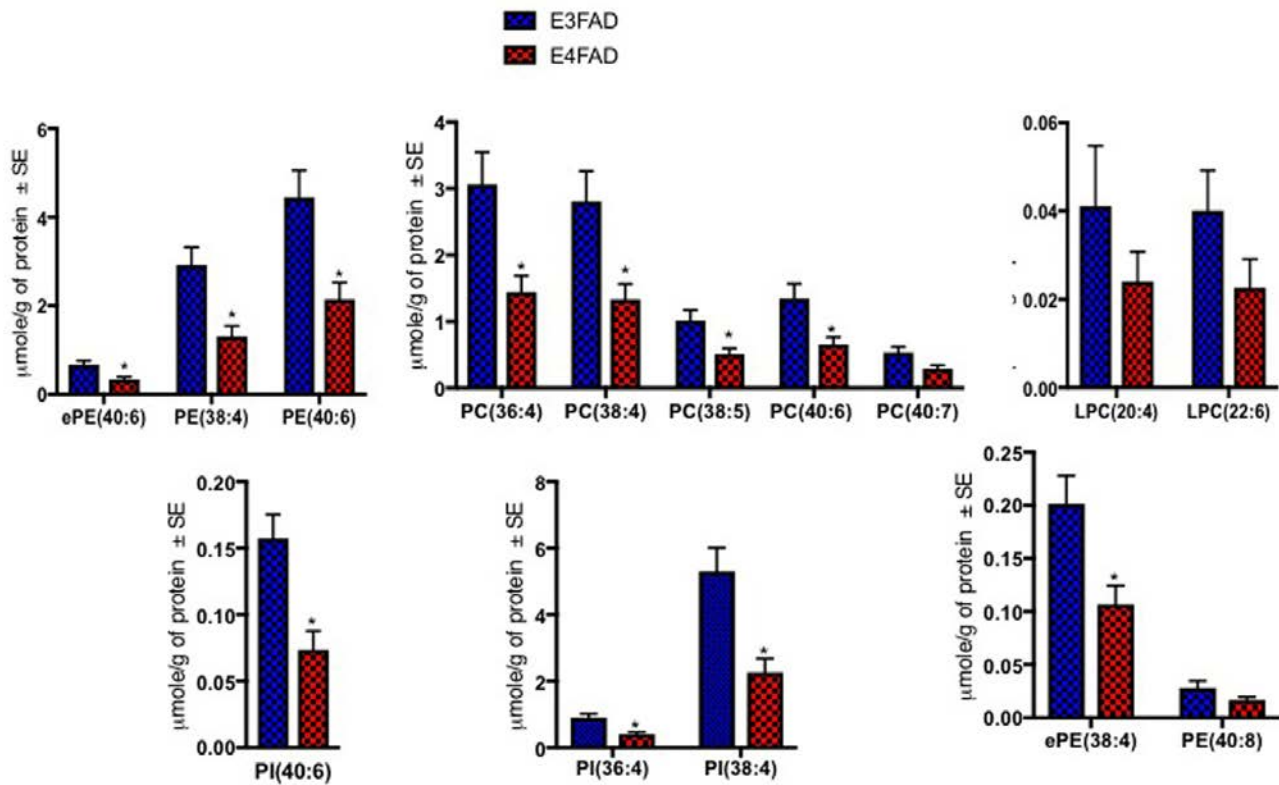 E3FAD
E4FAD
μmole/g of protein ± SE
6
4
2
0
* * *
ePE(40:6) PE(38:4) PE(40:6)
μmole/g of protein ± SE
4
3
2
1
0
* * * *
PC(36:4) PC(38:4) PC(38:5) PC(40:6) PC(40:7)
0.06
0.04
0.02
0.00
LPC(20:4) LPC(22:6)
μmole/g of protein ± SE
0.20
0.15
0.10
0.05
0.00
*
PI(40:6)
μmole/g of protein ± SE
8
6
4
2
0
* *
PI(36:4) PI(38:4)
μmole/g of protein ± SE
0.25
0.20
0.15
0.10
0.05
0.00
*
ePE(38:4) PE(40:8)